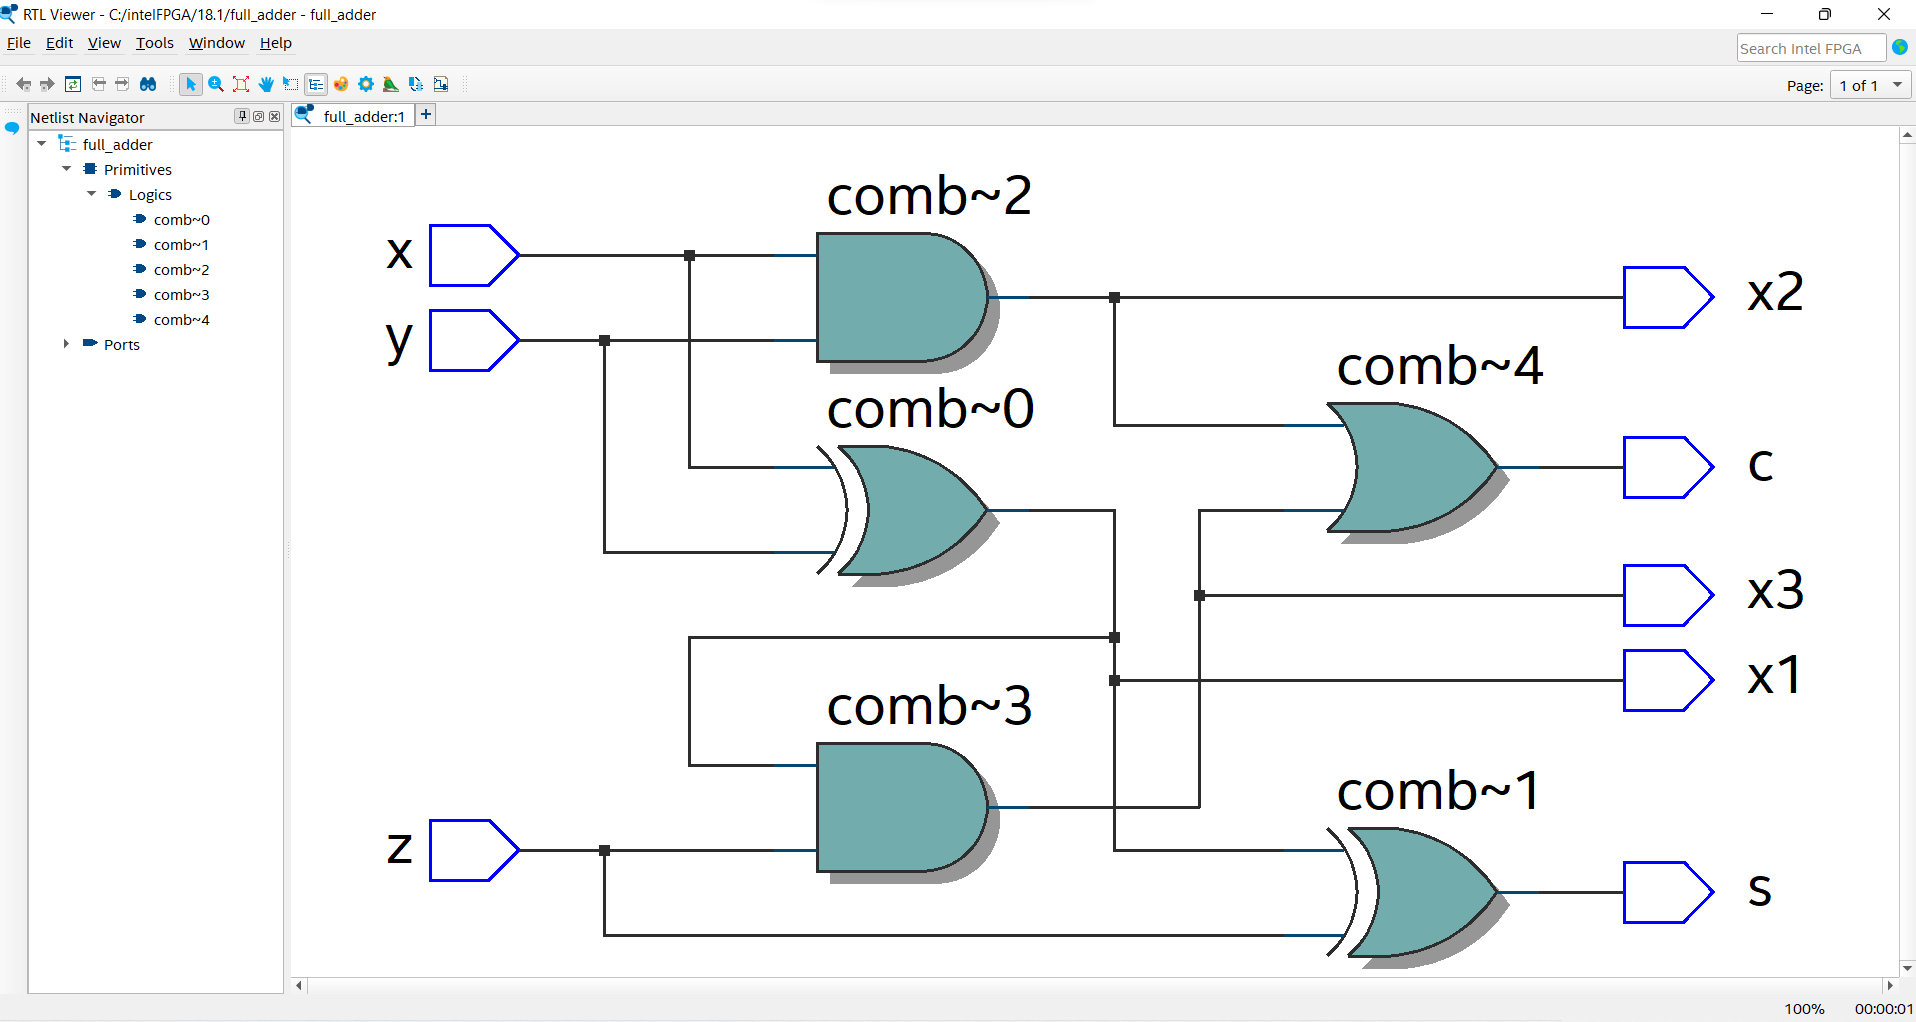 RTL Viewer - C:/intelFPGA/18.1/full_adder - full_adder
File Edit View Tools Window Help
Search Intel FPGA
Page: 1 of 1
Netlist Navigator
full_adder
Primitives
Logics
comb~0
comb~1
comb~2
comb~3
comb~4
Ports
full_adder:1
+
comb~2
x
x2
y
comb~4
comb~0
c
x3
x1
comb~3
comb~1
z
s
100% 00:00:01